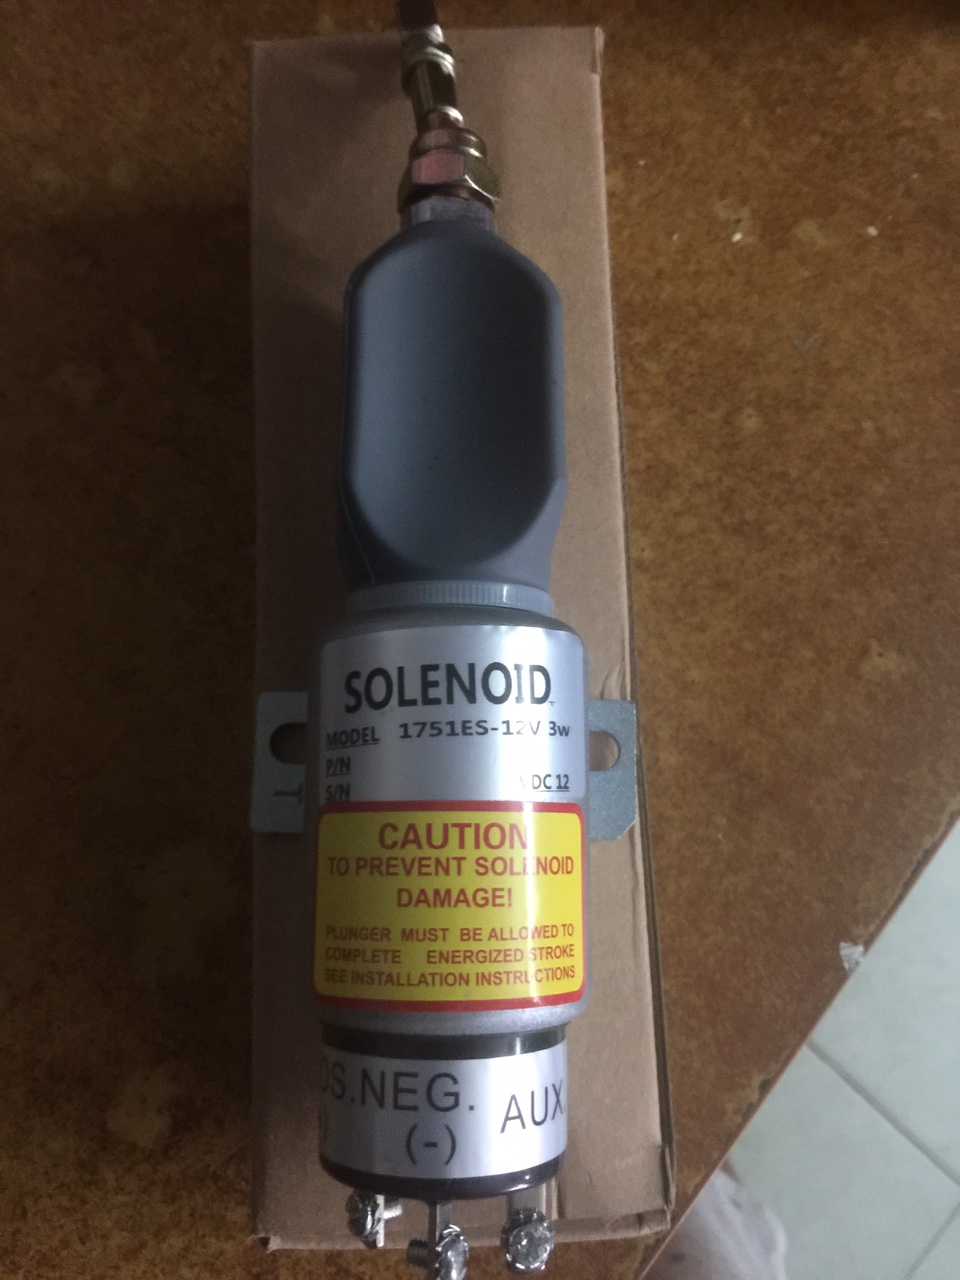 SOLENOID
MODEL 1751ES-12V 3w
P/N
S/N DC 12
CAUTION
TO PREVENT SOLENOID
DAMAGE!
PLUNGER MUST BE ALLOWED TO
COMPLETE ENERGIZED STROKE
SEE INSTALLATION INSTRUCTIONS
OS. NEG. AUX.
(-)